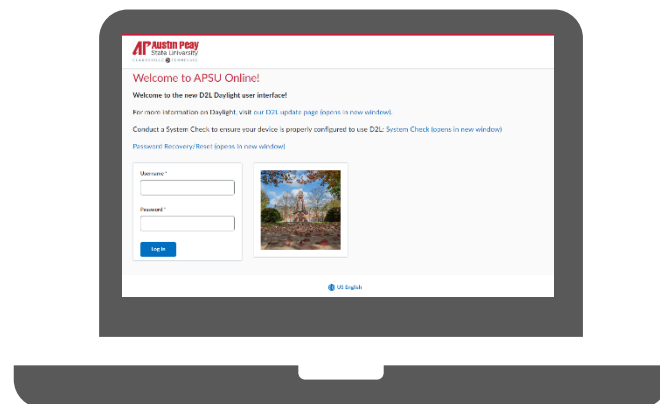 AP Austin Peay
State University
CLARKSVILLE TENNESSEE
Welcome to APSU Online!
Welcome to the new D2L Daylight user interface!
For more information on Daylight, visit our D2L update page (opens in new window).
Conduct a System Check to ensure your device is properly configured to use D2L: System Check (opens in new window)
Password Recovery/Reset (opens in new window)
Username *
Password *
Log In
US English